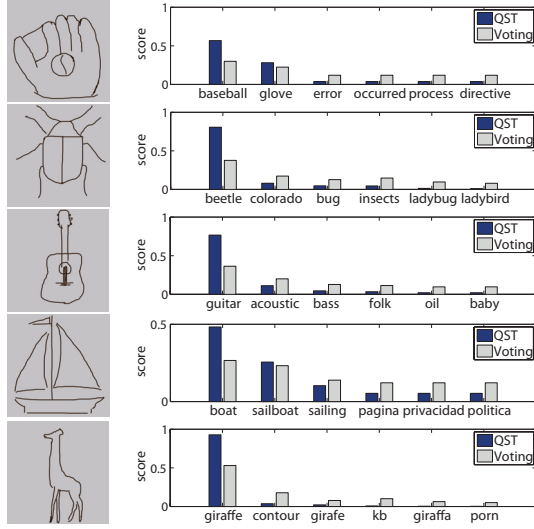 score
1
0.5
0
QST
Voting
baseball glove error occurred process directive
score
1
0.5
0
QST
Voting
beetle colorado bug insects ladybug ladybird
score
1
0.5
0
QST
Voting
guitar acoustic bass folk oil baby
score
0.5
0
QST
Voting
boat sailboat sailing pagina privacidad politica
score
1
0.5
0
QST
Voting
giraffe contour girafe kb giraffa porn